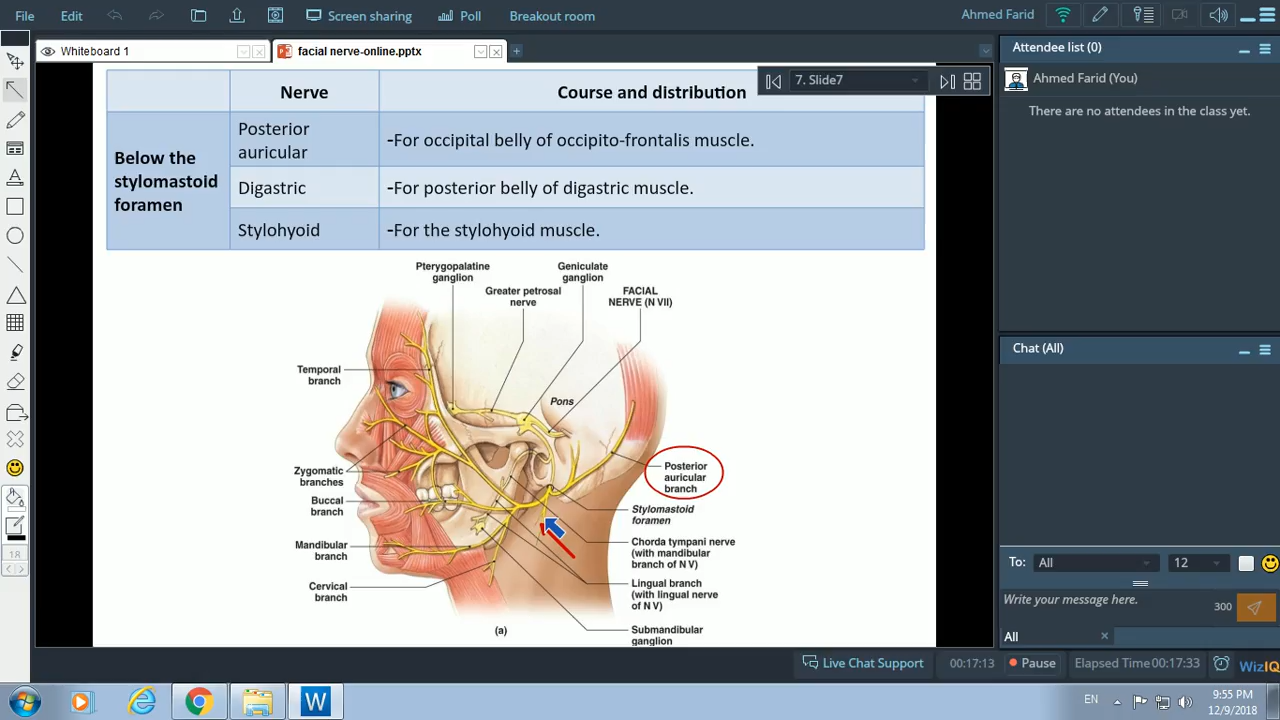 File Edit Screen sharing Poll Breakout room Ahmed Farid
Whiteboard 1 facial nerve-online.pptx
Attendee list (0)
7. Slide7
Ahmed Farid (You)
There are no attendees in the class yet.
Nerve Course and distribution
Below the stylomastoid foramen
Posterior auricular
-For occipital belly of occipito-frontalis muscle.
Digastric
-For posterior belly of digastric muscle.
Stylohyoid
-For the stylohyoid muscle.
Pterygopalatine
ganglion
Geniculate
ganglion
Greater petrosal
nerve
FACIAL
NERVE (N VII)
Temporal
branch
Pons
Zygomatic
branches
Posterior
auricular
branch
Buccal
branch
Stylomastoid
foramen
Mandibular
branch
Chorda tympani nerve
(with mandibular
branch of N V)
Cervical
branch
Lingual branch
(with lingual nerve
of N V)
Submandibular
ganglion
(a)
Chat (All)
To: All 12
Write your message here. 300
All
Live Chat Support 00:17:13 Pause Elapsed Time 00:17:33 WizIQ
18
EN 9:55 PM
12/9/2018